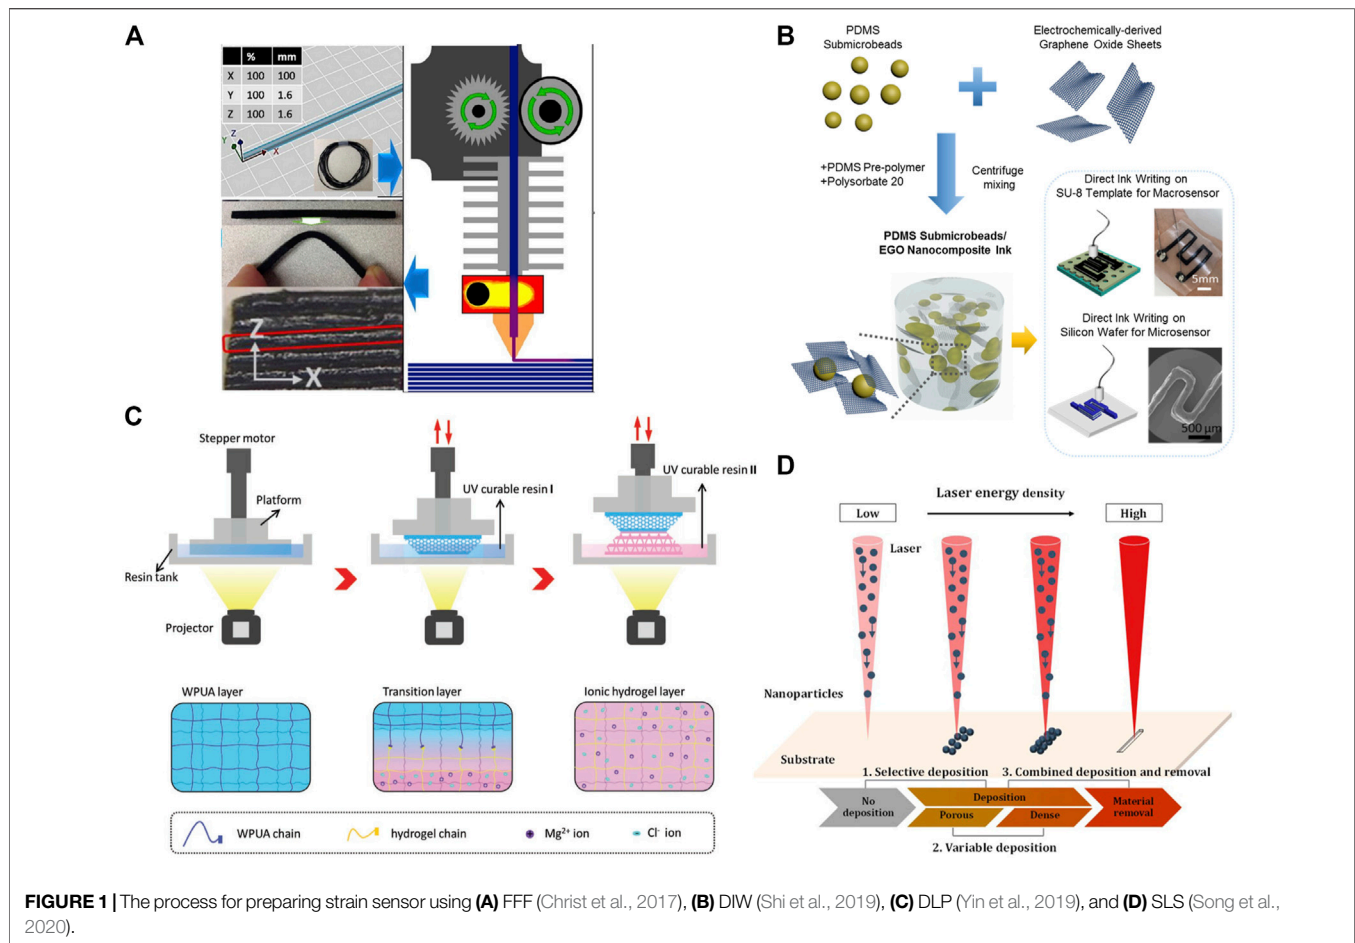 A
% mm
X 100 100
Y 100 1.6
Z 100 1.6
Z
Y
X
Z
X
B
PDMS
Submicrobeads
Electrochemically-derived
Graphene Oxide Sheets
+PDMS Pre-polymer
+Polysorbate 20
Centrifuge
mixing
PDMS Submicrobeads/
EGO Nanocomposite Ink
Direct Ink Writing on
SU-8 Template for Macrosensor
5mm
Direct Ink Writing on
Silicon Wafer for Microsensor
500 µm
C
Stepper motor
Platform
Resin tank
Projector
UV curable resin I
UV curable resin II
WPUA layer
Transition layer
Ionic hydrogel layer
WPUA chain
hydrogel chain
Mg²⁺ ion
Cl⁻ ion
D
Laser energy density
Low
High
Laser
Nanoparticles
Substrate
1. Selective deposition
3. Combined deposition and removal
No
deposition
Deposition
Porous
Dense
Material
removal
2. Variable deposition
FIGURE 1 | The process for preparing strain sensor using (A) FFF (Christ et al., 2017), (B) DIW (Shi et al., 2019), (C) DLP (Yin et al., 2019), and (D) SLS (Song et al.,
2020).